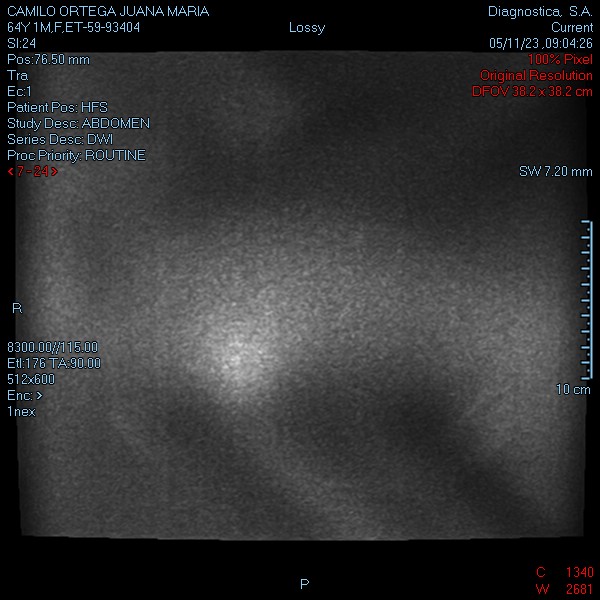 CAMILO ORTEGA JUANA MARIA
64Y 1M,F,ET-59-93404
SI:24
Pos:76.50 mm
Tra
Ec:1
Patient Pos: HFS
Study Desc: ABDOMEN
Series Desc: DWI
Proc Priority: ROUTINE
< 7 - 24 >
Lossy
Diagnostica, S.A.
Current
05/11/23 ,09:04:26
100% Pixel
Original Resolution
DFOV 38.2 x 38.2 cm
SW 7.20 mm
R
8300.00//115.00
Etl:176 TA:90.00
512x600
Enc: >
1nex
10 cm
P
C 1340
W 2681